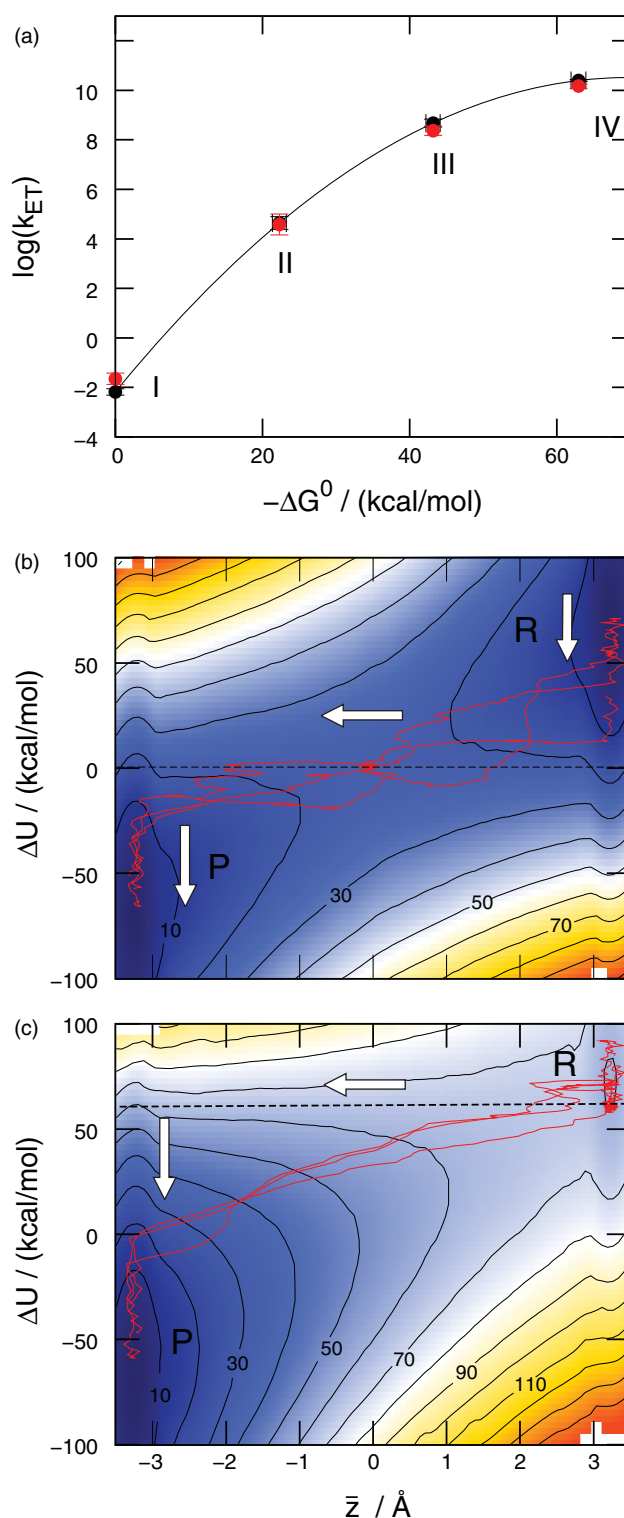 (a)
10
8
6
4
2
0
−2
−4
log(k_ET)
I
II
III
IV
0 20 40 60
−ΔG⁰ / (kcal/mol)
(b)
100
50
0
−50
−100
ΔU / (kcal/mol)
R
P
10
30
50
70
(c)
100
50
0
−50
−100
ΔU / (kcal/mol)
R
P
10
30
50
70
90
110
−3 −2 −1 0 1 2 3
z̄ / Å